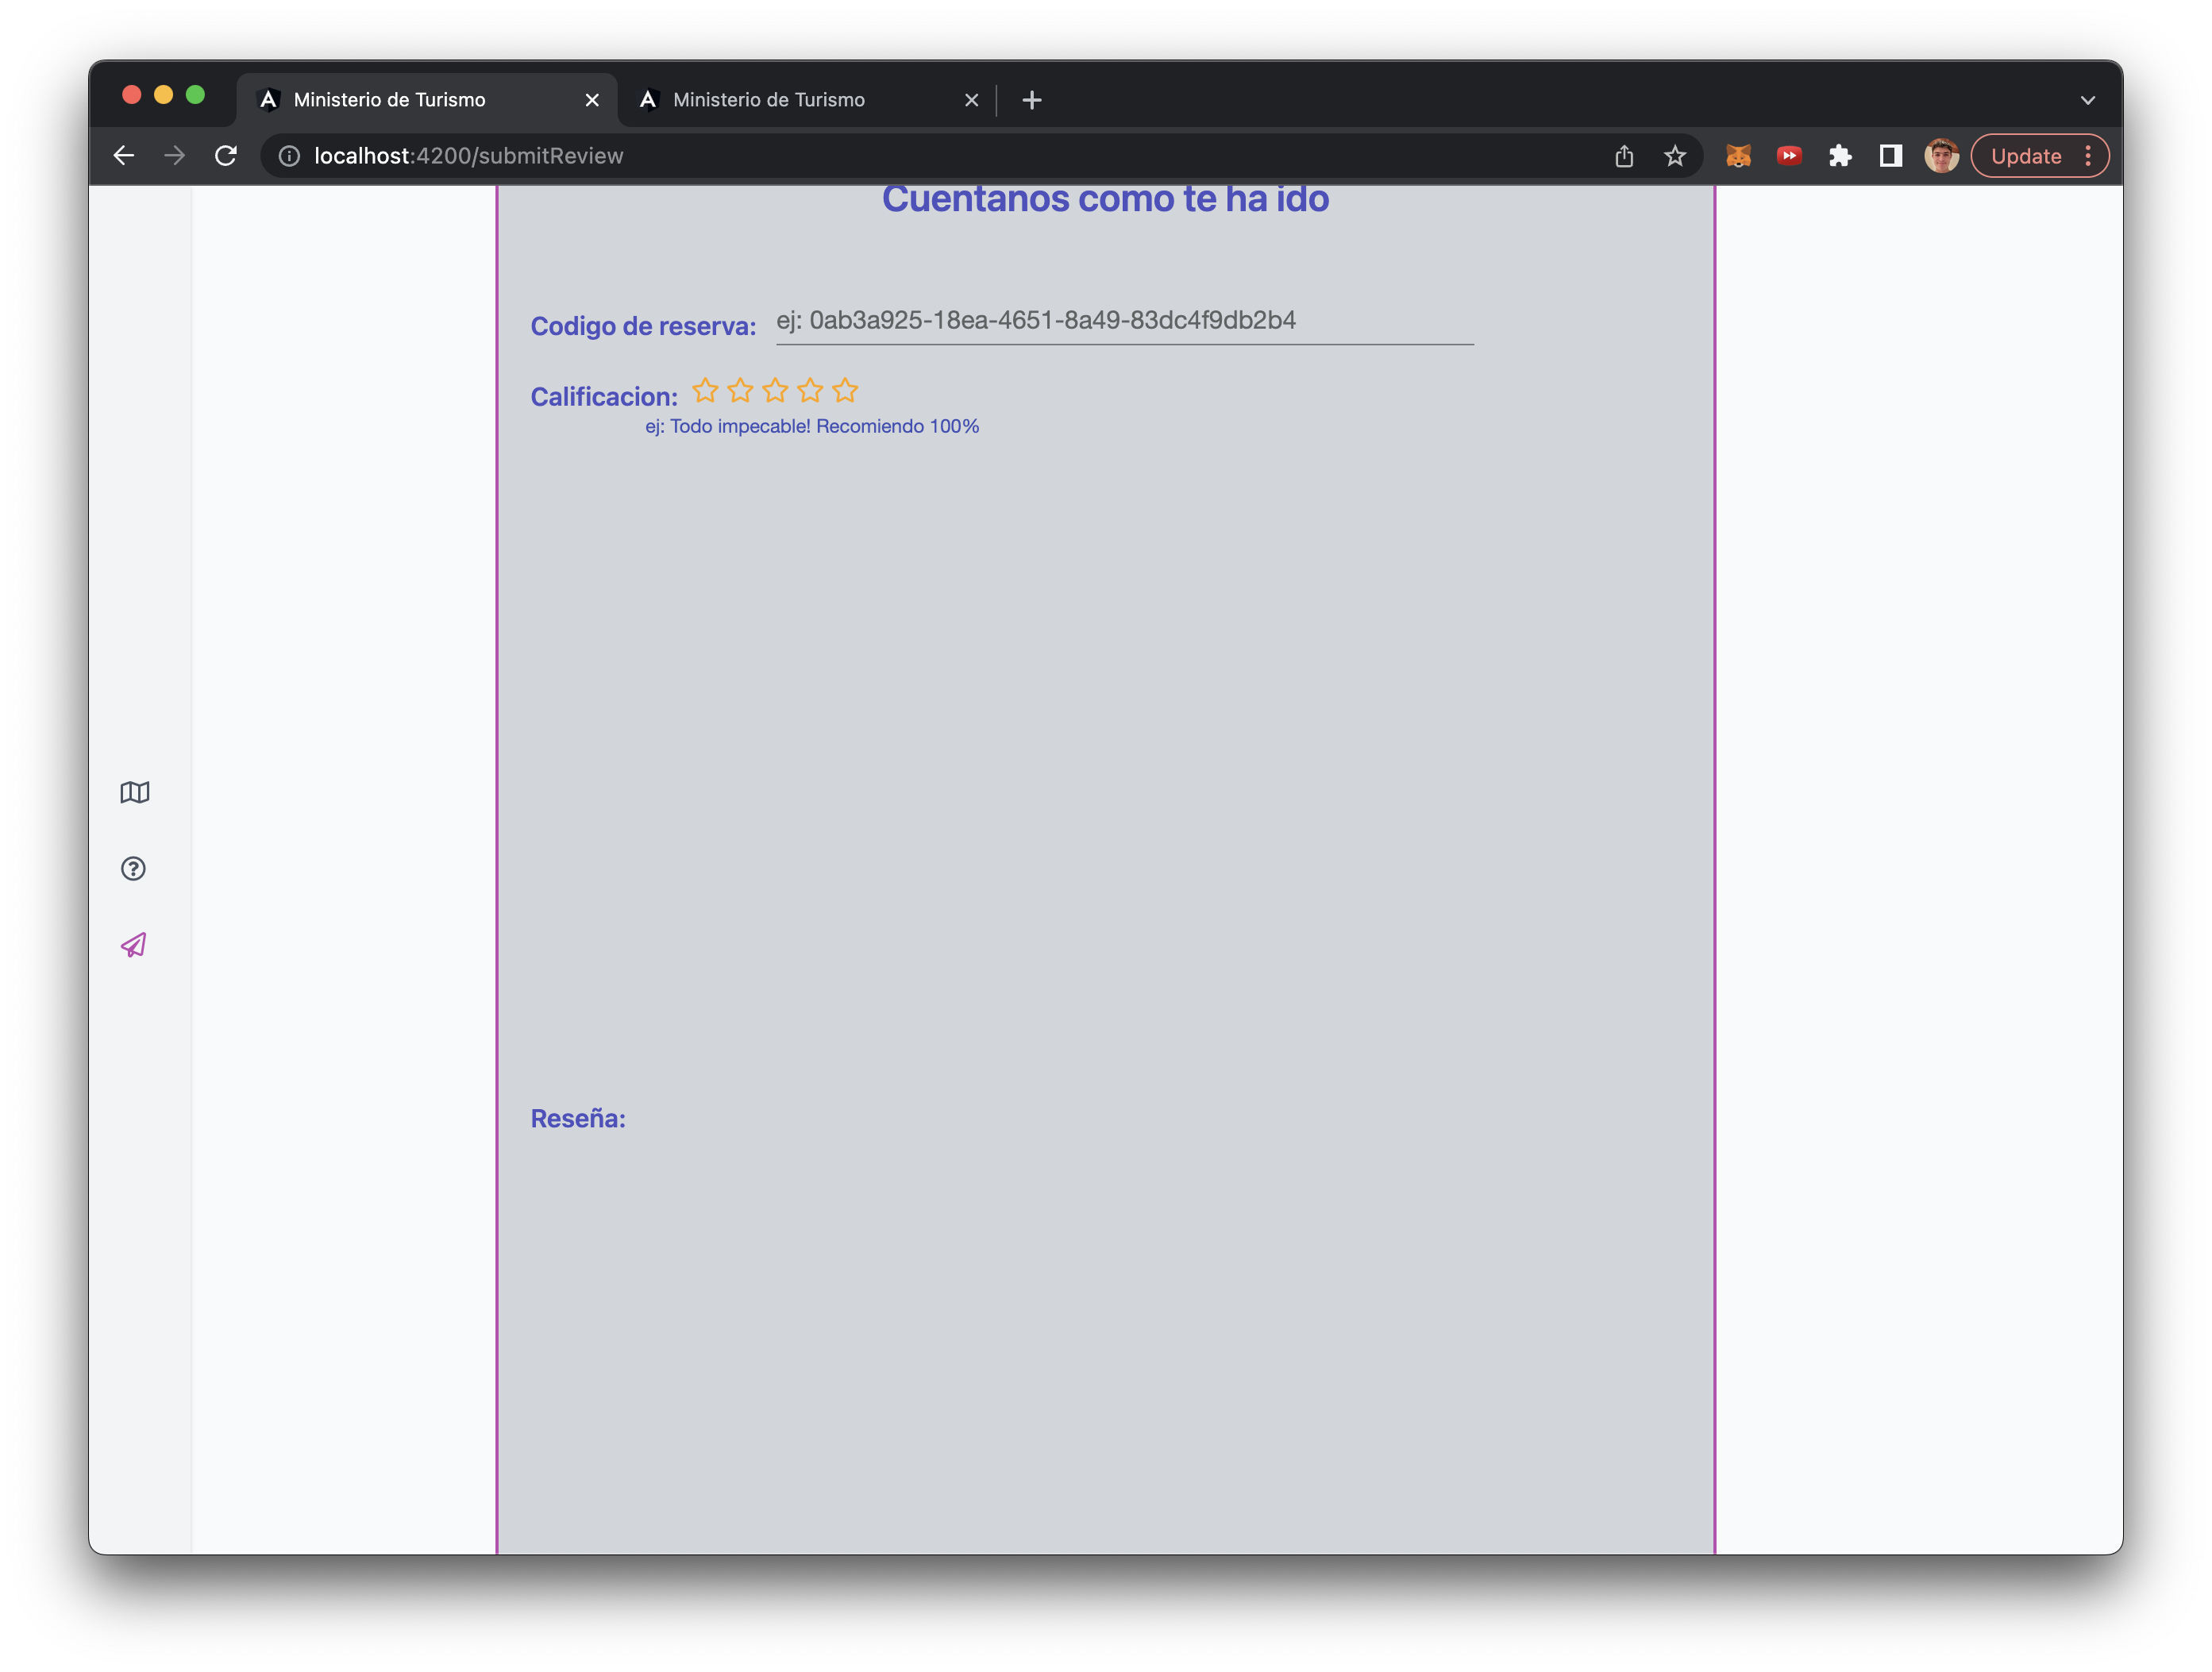 Ministerio de Turismo
Ministerio de Turismo
localhost:4200/submitReview
Update
Cuentanos como te ha ido
Codigo de reserva: ej: 0ab3a925-18ea-4651-8a49-83dc4f9db2b4
Calificacion:
ej: Todo impecable! Recomiendo 100%
Reseña: